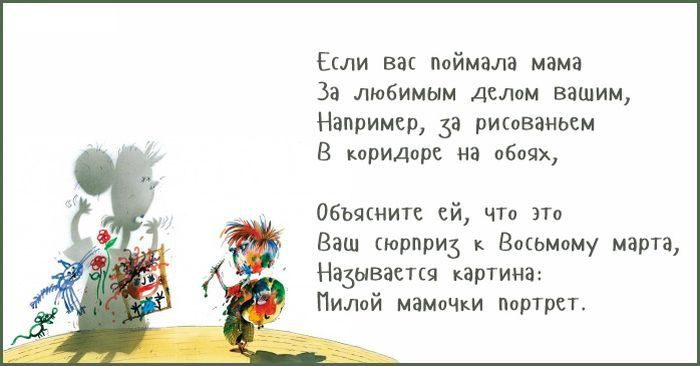 Если вас поймала мама
За любимым делом вашим,
Например, за рисованьем
В коридоре на обоях,
Объясните ей, что это
Ваш сюрприз к Восьмому марта,
Называется картина:
Милой мамочки портрет.